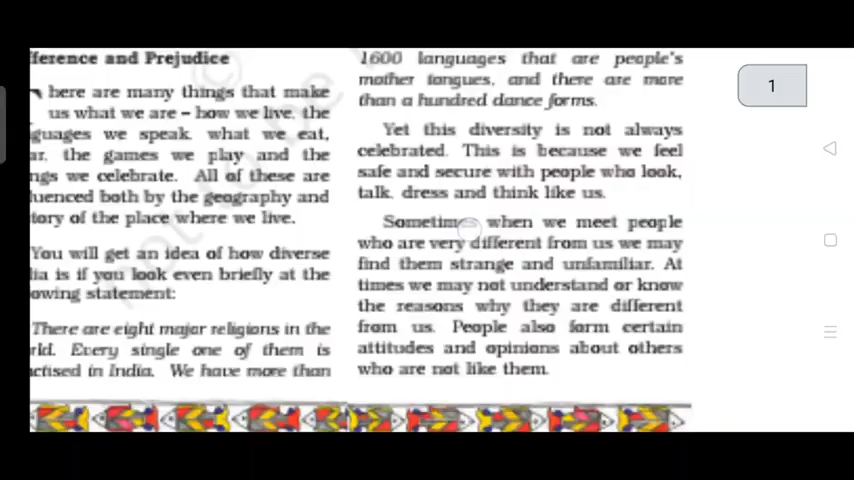 fference and Prejudice
here are many things that make
us what we are – how we live, the
guages we speak, what we eat,
ar, the games we play and the
ngs we celebrate. All of these are
luenced both by the geography and
tory of the place where we live.
You will get an idea of how diverse
lia is if you look even briefly at the
owing statement:
There are eight major religions in the
rld. Every single one of them is
actised in India. We have more than
1600 languages that are people's
mother tongues, and there are more
than a hundred dance forms.
Yet this diversity is not always
celebrated. This is because we feel
safe and secure with people who look,
talk, dress and think like us.
Sometimes when we meet people
who are very different from us we may
find them strange and unfamiliar. At
times we may not understand or know
the reasons why they are different
from us. People also form certain
attitudes and opinions about others
who are not like them.
1